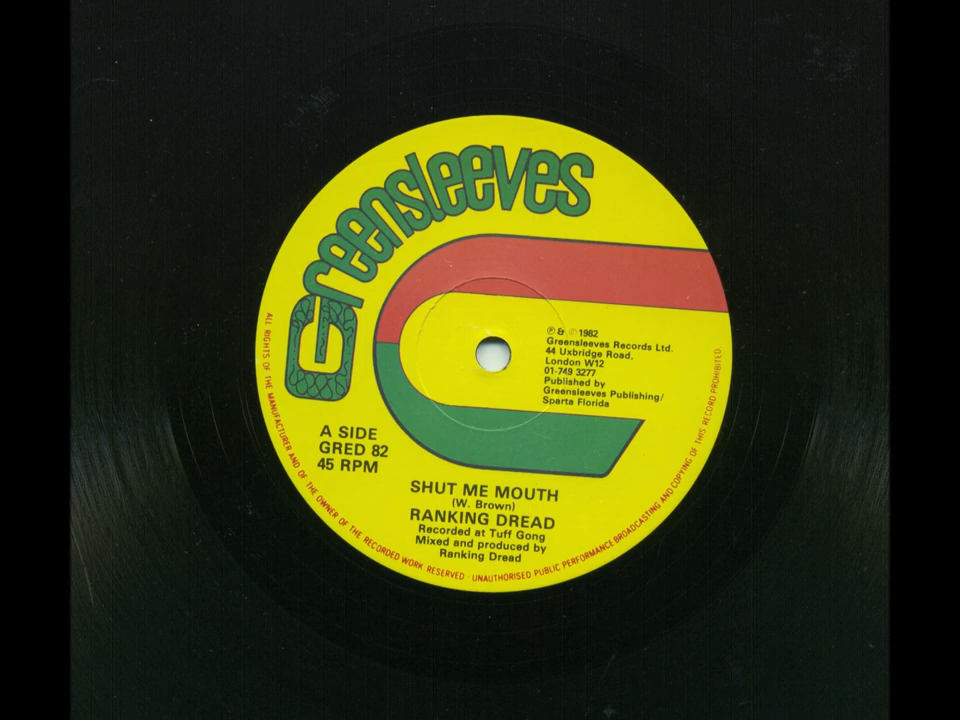 Greensleeves
℗ & © 1982
Greensleeves Records Ltd.
44 Uxbridge Road,
London W12
01-749 3277
Published by
Greensleeves Publishing/
Sparta Florida
A SIDE
GRED 82
45 RPM
SHUT ME MOUTH
(W. Brown)
RANKING DREAD
Recorded at Tuff Gong
Mixed and produced by
Ranking Dread
ALL RIGHTS OF THE MANUFACTURER AND OF THE OWNER OF THE RECORDED WORK RESERVED · UNAUTHORISED PUBLIC PERFORMANCE BROADCASTING AND COPYING OF THIS RECORD PROHIBITED.